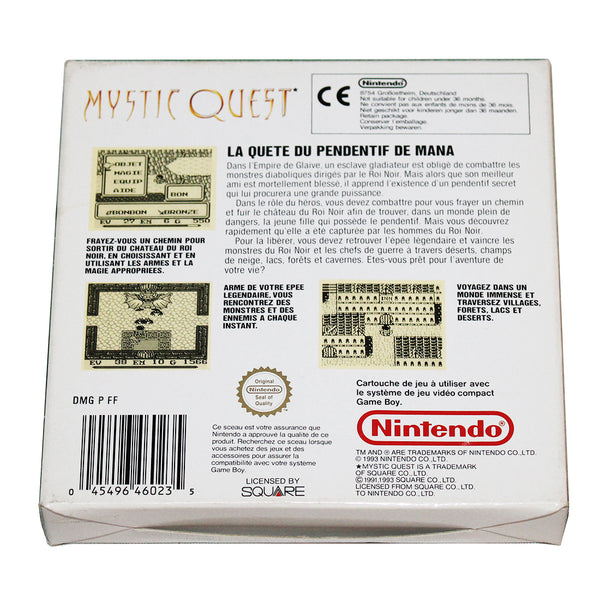 MYSTIC QUEST★
CE
Nintendo
8754 Großostheim, Deutschland
Not suitable for children under 36 months.
Ne convient pas aux enfants de moins de 36 mois.
Niet geschikt voor kinderen jonger dan 36 maanden.
Retain package.
Conserver l'emballage.
Verpakking bewaren.
LA QUETE DU PENDENTIF DE MANA
Dans l'Empire de Glaive, un esclave gladiateur est obligé de combattre les
monstres diaboliques dirigés par le Roi Noir. Mais alors que son meilleur
ami est mortellement blessé, il apprend l'existence d'un pendentif secret
qui lui procurera une grande puissance.
Dans le rôle du héros, vous devez combattre pour vous frayer un chemin
et fuir le château du Roi Noir afin de trouver, dans un monde plein de
dangers, la jeune fille qui possède le pendentif. Mais vous découvrez
rapidement qu'elle a été capturée par les hommes du Roi Noir.
Pour la libérer, vous devez retrouver l'épée légendaire et vaincre les
monstres du Roi Noir et les chefs de guerre à travers déserts, champs
de neige, lacs, forêts et cavernes. Etes-vous prêt pour l'aventure de
votre vie?
OBJET
MAGIE
EQUIP
AIDE
BON
BONBON
BRONZE
EV 27 E 6 G 550
FRAYEZ-VOUS UN CHEMIN POUR
SORTIR DU CHATEAU DU ROI
NOIR, EN CHOISISSANT ET EN
UTILISANT LES ARMES ET LA
MAGIE APPROPRIEES.
EV 38 E 10 G 1566
ARME DE VOTRE EPEE
LEGENDAIRE, VOUS
RENCONTREZ DES
MONSTRES ET DES
ENNEMIS A CHAQUE
INSTANT.
INN
VOYAGEZ DANS UN
MONDE IMMENSE ET
TRAVERSEZ VILLAGES,
FORETS, LACS ET
DESERTS.
DMG P FF
0 45496 46023 5
Original
Nintendo
Seal of
Quality
Ce sceau est votre assurance que
Nintendo a approuvé la qualité de ce
produit. Recherchez ce sceau lorsque
vous achetez des jeux et des
accessoires pour assurer la
compatibilité avec votre système
Game Boy.
LICENSED BY
SQUARE
Cartouche de jeu à utiliser avec
le système de jeu vidéo compact
Game Boy.
Nintendo
TM AND ® ARE TRADEMARKS OF NINTENDO CO.,LTD.
© 1993 NINTENDO CO.,LTD.
★MYSTIC QUEST IS A TRADEMARK
OF SQUARE CO., LTD.
©1991,1993 SQUARE CO., LTD.
LICENSED FROM SQUARE CO., LTD.
TO NINTENDO CO., LTD.